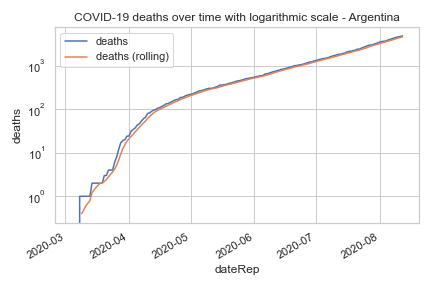 COVID-19 deaths over time with logarithmic scale - Argentina
deaths
deaths (rolling)
10³
10²
10¹
10⁰
deaths
2020-03
2020-04
2020-05
2020-06
2020-07
2020-08
dateRep